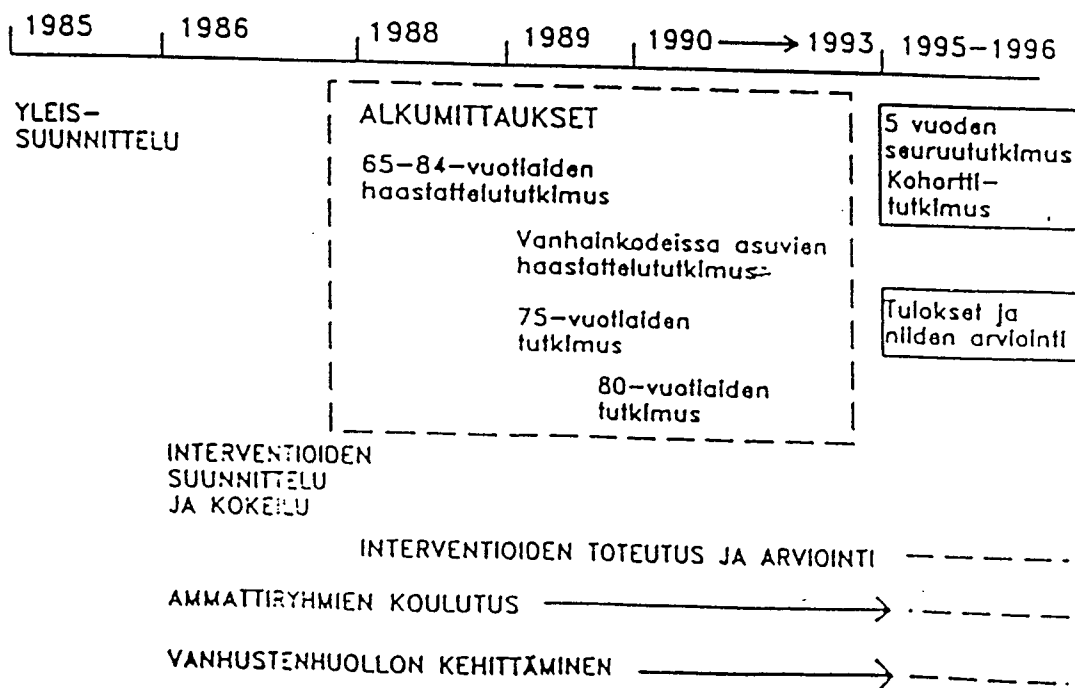 1985 1986 1988 1989 1990 1993 1995-1996
YLEIS-
SUUNNITTELU
ALKUMITTAUKSET
65-84-vuotiaiden
haastattelututkimus
Vanhainkodeissa asuvien
haastattelututkimus
75-vuotiaiden
tutkimus
80-vuotiaiden
tutkimus
5 vuoden
seuruututkimus
Kohortti-
tutkimus
Tulokset ja
niiden arviointi
INTERVENTIOIDEN
SUUNNITTELU
JA KOKEILU
INTERVENTIOIDEN TOTEUTUS JA ARVIOINTI
AMMATTIRYHMIEN KOULUTUS
VANHUSTENHUOLLON KEHITTÄMINEN